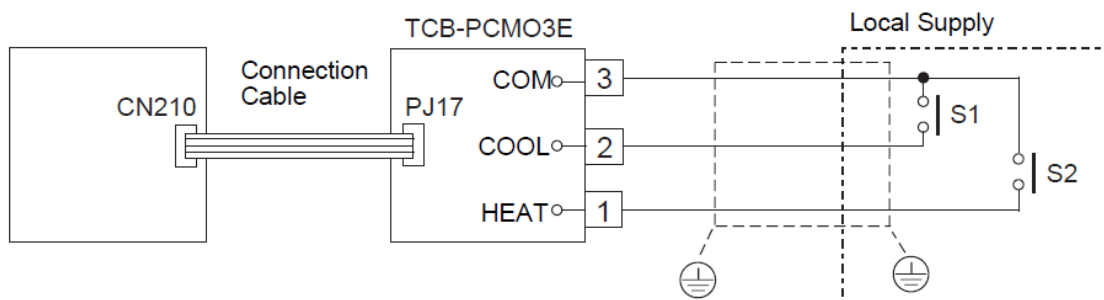 TCB-PCMO3E
Local Supply
Connection
Cable
CN210
PJ17
COM
3
S1
COOL
2
S2
HEAT
1